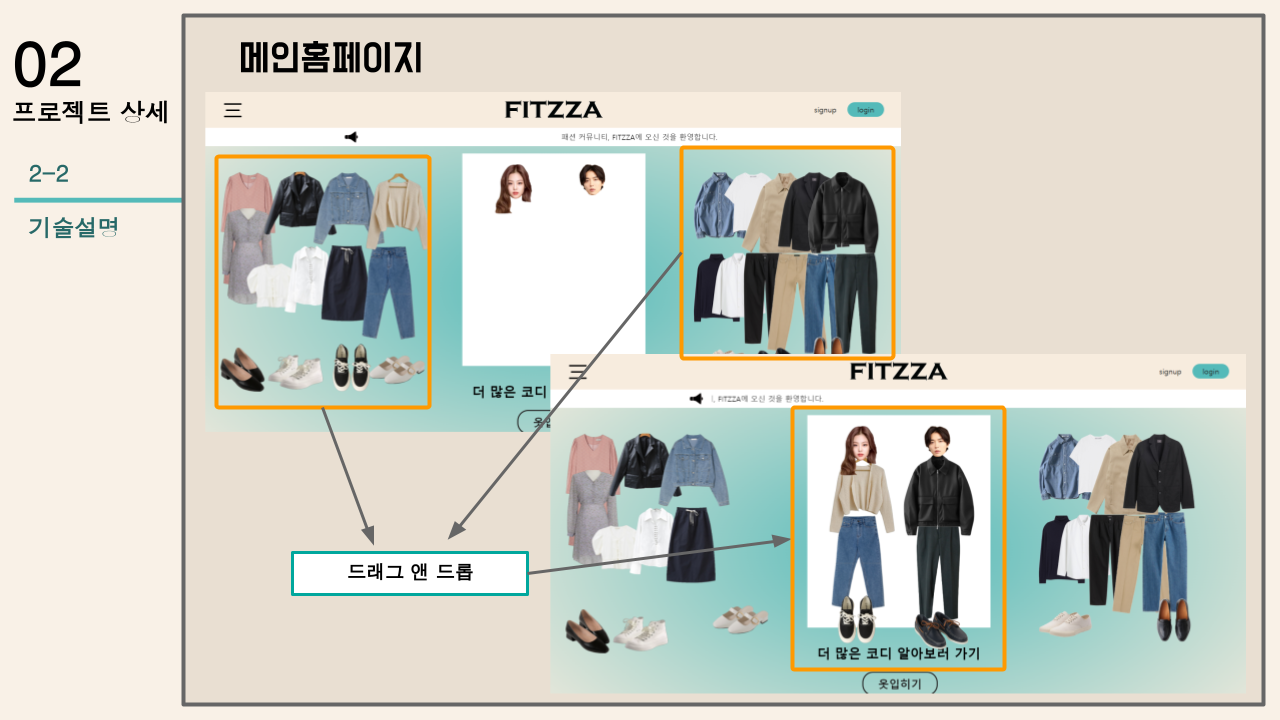 02
프로젝트 상세
2-2
기술설명
메인홈페이지
FITZZA
signup
login
패션 커뮤니티, FITZZA에 오신 것을 환영합니다.
더 많은 코디
FITZZA
signup
login
FITZZA에 오신 것을 환영합니다.
드래그 앤 드롭
더 많은 코디 알아보러 가기
옷입히기